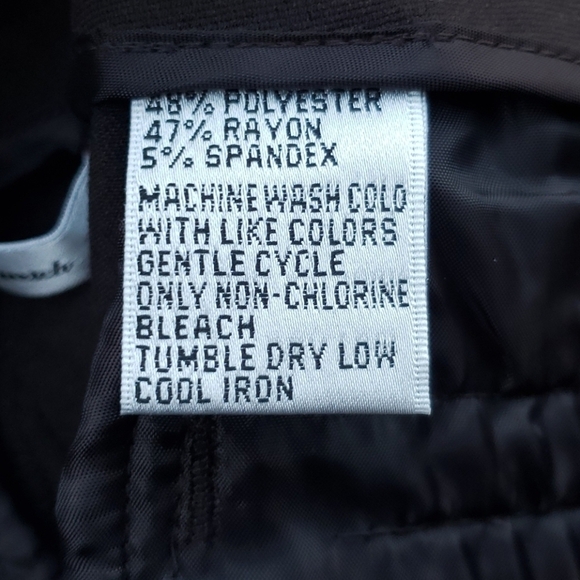 48% POLYESTER
47% RAYON
5% SPANDEX
MACHINE WASH COLD
WITH LIKE COLORS
GENTLE CYCLE
ONLY NON-CHLORINE
BLEACH
TUMBLE DRY LOW
COOL IRON